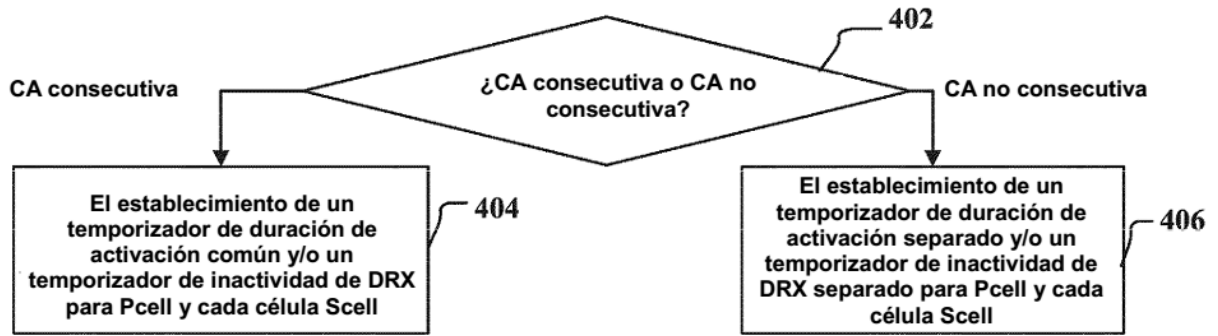 402
CA consecutiva
¿CA consecutiva o CA no
consecutiva?
CA no consecutiva
El establecimiento de un
temporizador de duración de
activación común y/o un
temporizador de inactividad de DRX
para Pcell y cada célula Scell
404
El establecimiento de un
temporizador de duración de
activación separado y/o un
temporizador de inactividad de
DRX separado para Pcell y cada
célula Scell
406